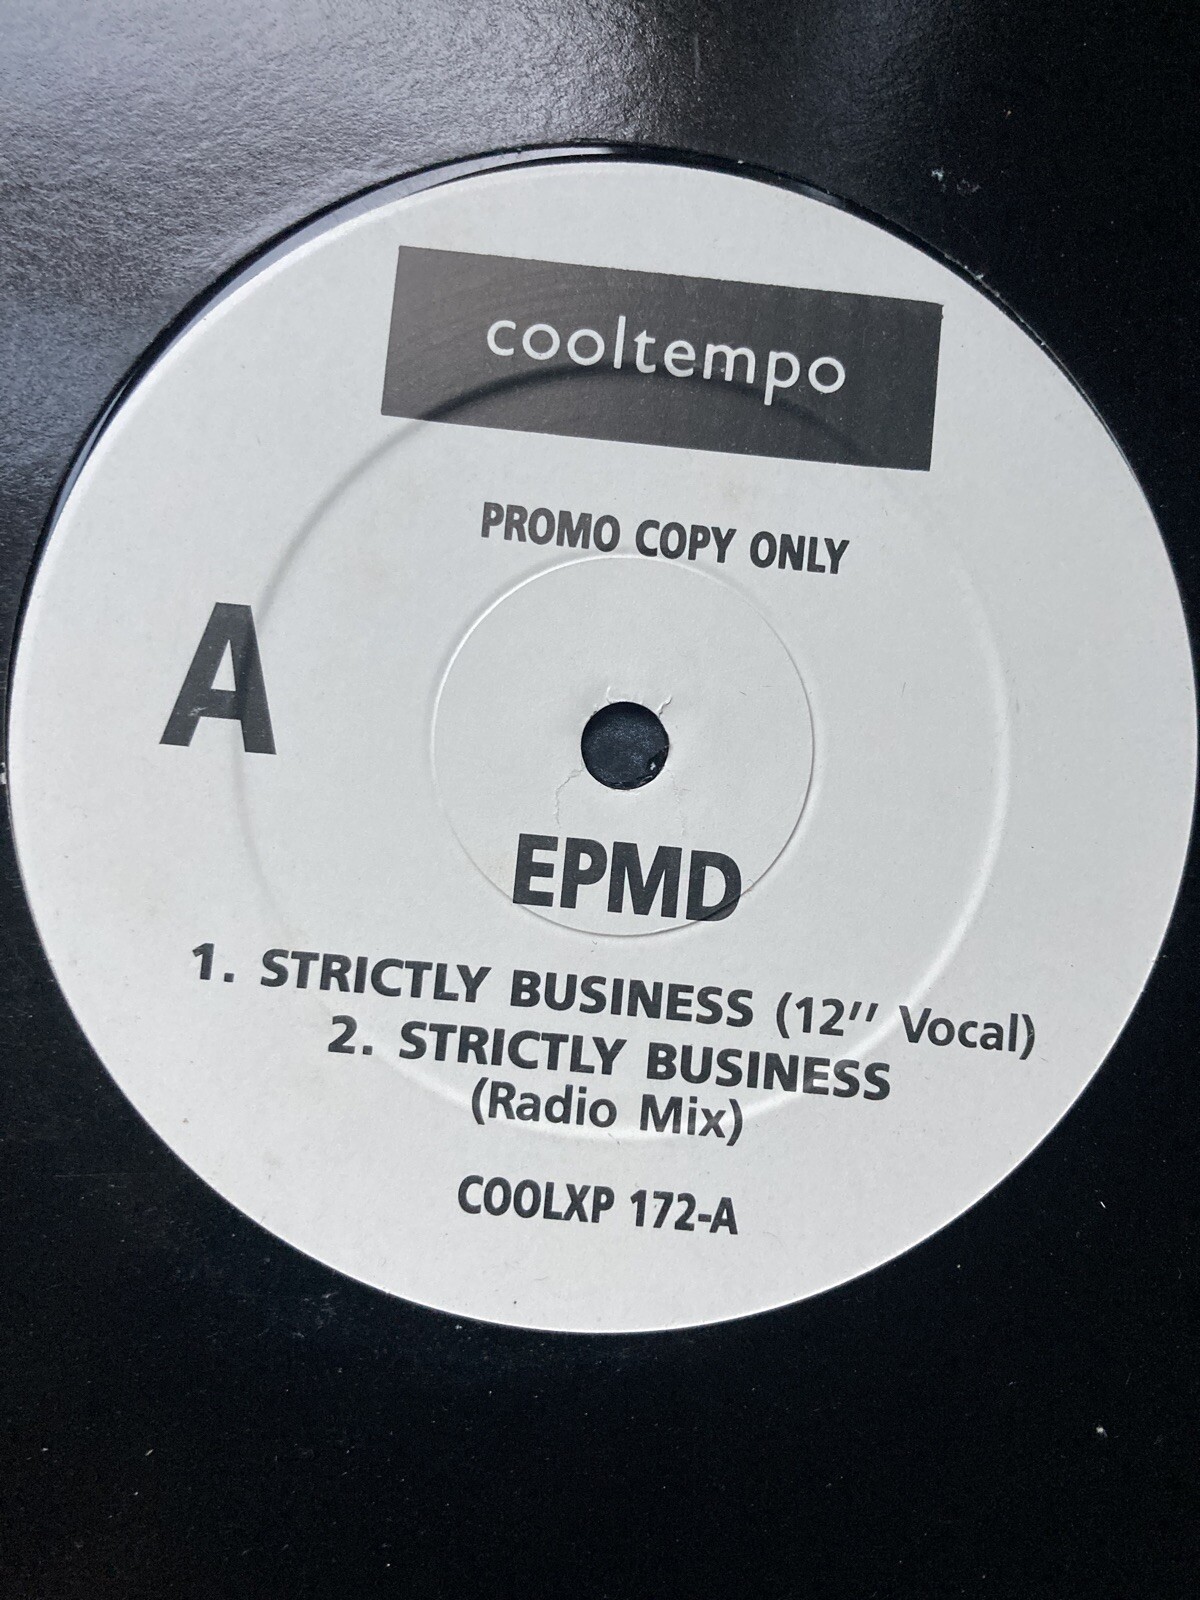 cooltempo
PROMO COPY ONLY
A
EPMD
1. STRICTLY BUSINESS (12″ Vocal)
2. STRICTLY BUSINESS
(Radio Mix)
COOLXP 172-A